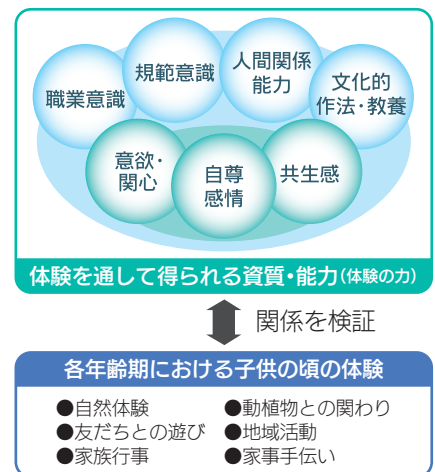 職業意識
規範意識
人間関係
能力
文化的
作法・教養
意欲・
関心
自尊
感情
共生感
体験を通して得られる資質・能力(体験の力)
関係を検証
各年齢期における子供の頃の体験
●自然体験 ●動植物との関わり
●友だちとの遊び ●地域活動
●家族行事 ●家事手伝い